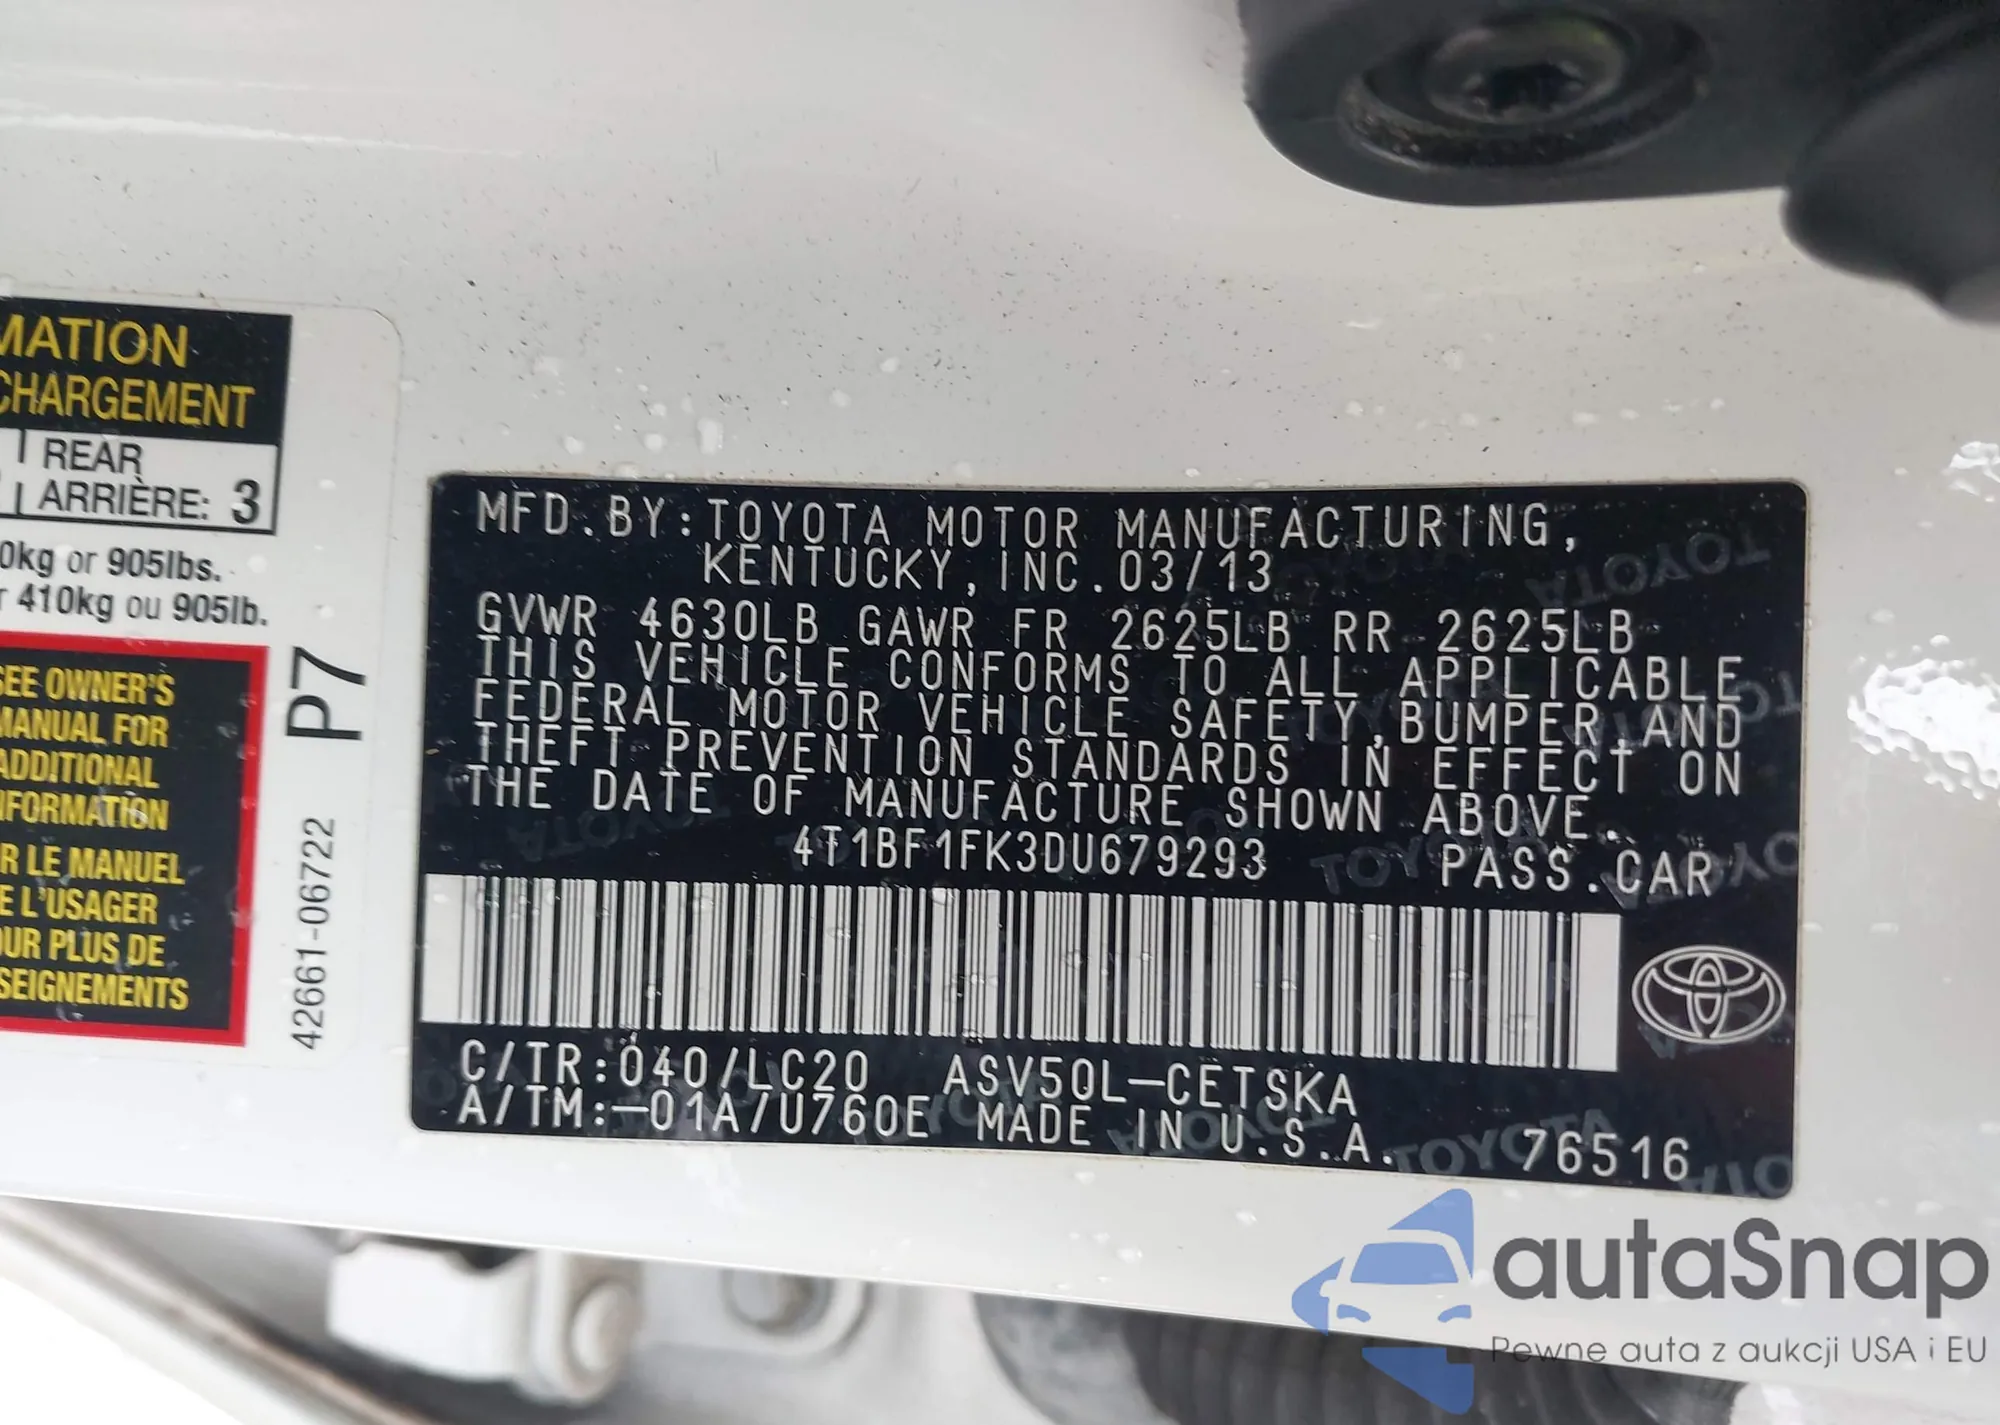 MATION
CHARGEMENT
REAR
ARRIÈRE: 3
0kg or 905lbs.
r 410kg ou 905lb.
SEE OWNER'S
MANUAL FOR
ADDITIONAL
INFORMATION
R LE MANUEL
E L'USAGER
OUR PLUS DE
SEIGNEMENTS
P7
42661-06722
MFD.BY:TOYOTA MOTOR MANUFACTURING,
KENTUCKY,INC.03/13
GVWR 4630LB GAWR FR 2625LB RR 2625LB
THIS VEHICLE CONFORMS TO ALL APPLICABLE
FEDERAL MOTOR VEHICLE SAFETY,BUMPER,AND
THEFT PREVENTION STANDARDS IN EFFECT ON
THE DATE OF MANUFACTURE SHOWN ABOVE.
4T1BF1FK3DU679293 PASS.CAR
C/TR:040/LC20 ASV50L-CETSKA
A/TM:-01A/U760E MADE IN U.S.A. 76516
autaSnap
Pewne auta z aukcji USA i EU